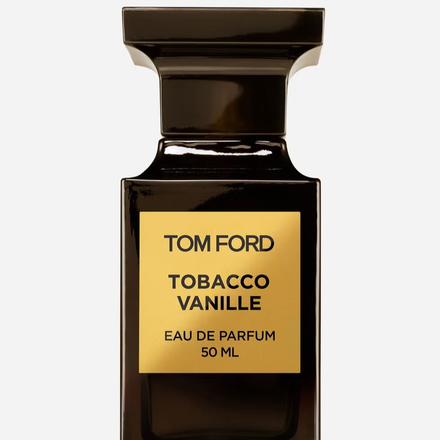 TOM FORD
TOBACCO
VANILLE
EAU DE PARFUM
50 ML